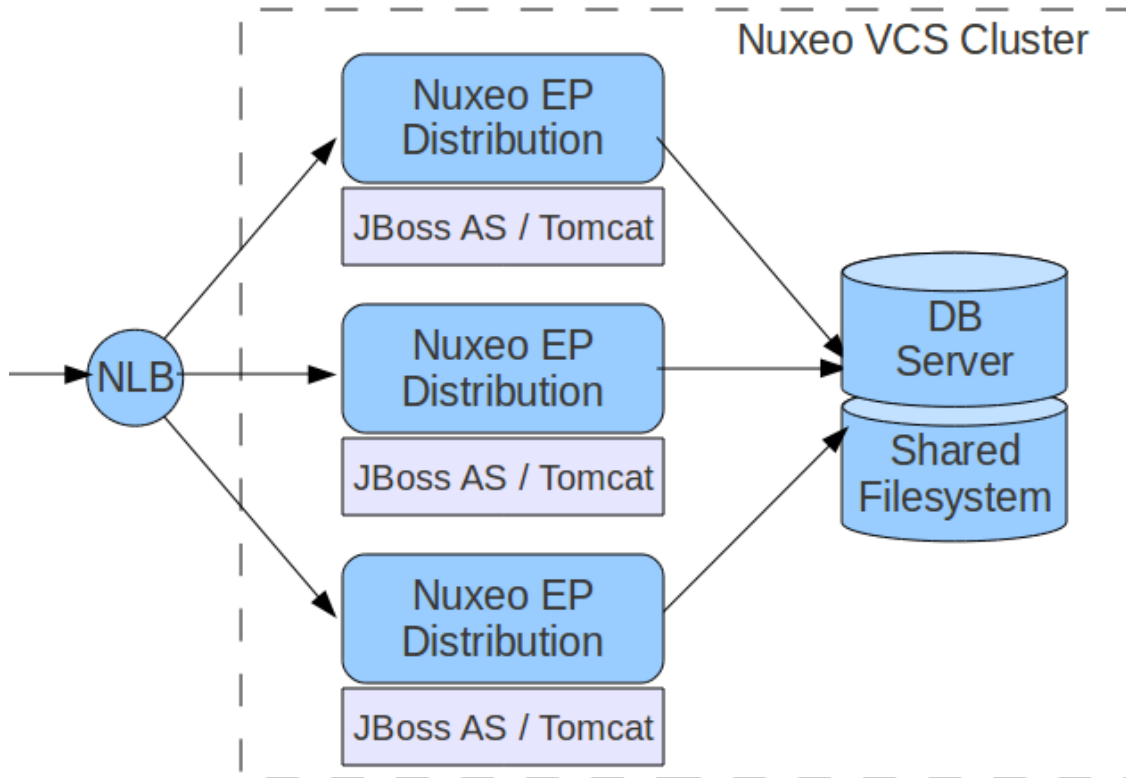 Nuxeo VCS Cluster
Nuxeo EP
Distribution
JBoss AS / Tomcat
NLB
Nuxeo EP
Distribution
JBoss AS / Tomcat
Nuxeo EP
Distribution
JBoss AS / Tomcat
DB
Server
Shared
Filesystem